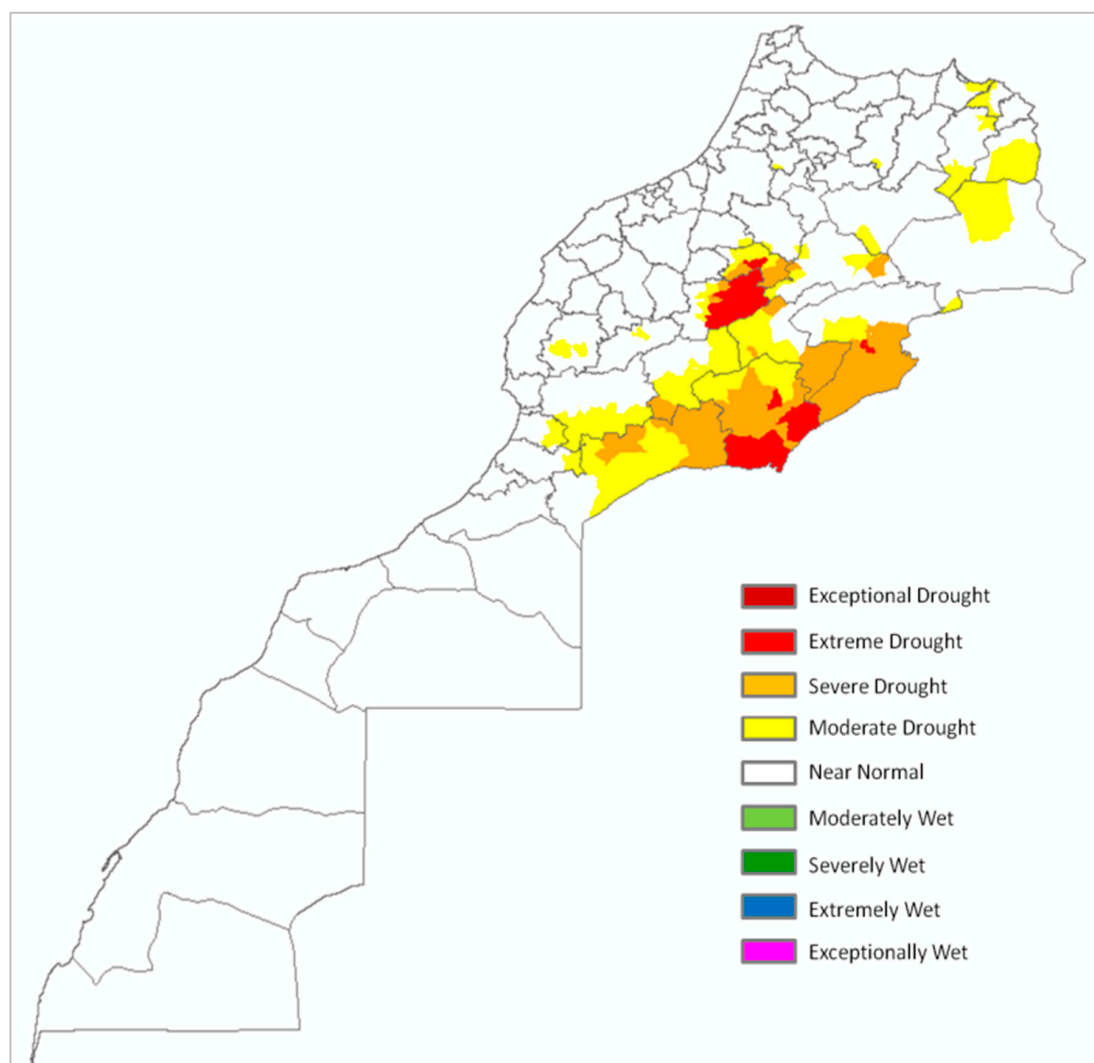 Exceptional Drought
Extreme Drought
Severe Drought
Moderate Drought
Near Normal
Moderately Wet
Severely Wet
Extremely Wet
Exceptionally Wet